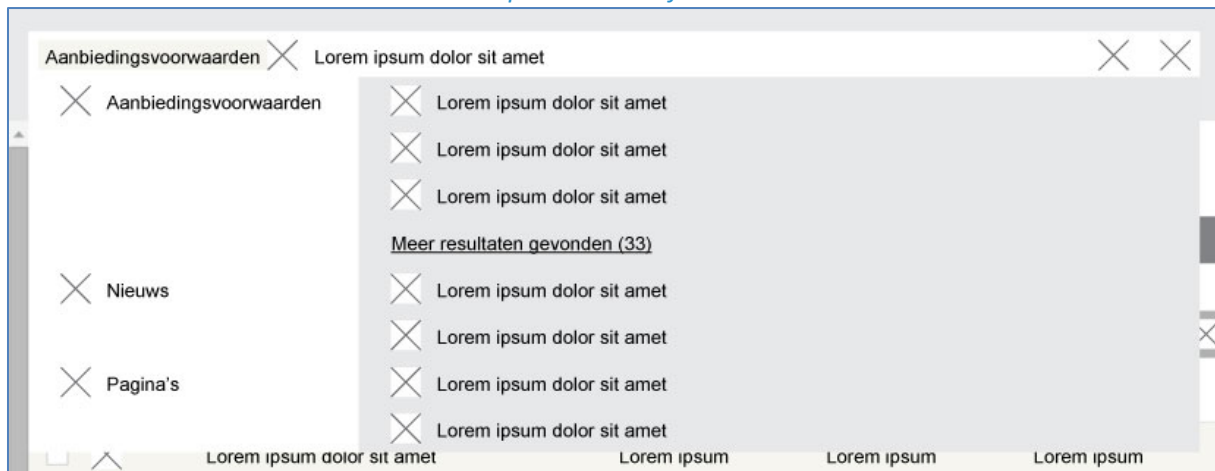 Aanbiedingsvoorwaarden Lorem ipsum dolor sit amet
Aanbiedingsvoorwaarden Lorem ipsum dolor sit amet
Lorem ipsum dolor sit amet
Lorem ipsum dolor sit amet
Meer resultaten gevonden (33)
Nieuws Lorem ipsum dolor sit amet
Lorem ipsum dolor sit amet
Pagina's Lorem ipsum dolor sit amet
Lorem ipsum dolor sit amet
Lorem ipsum dolor sit amet Lorem ipsum Lorem ipsum Lorem ipsum